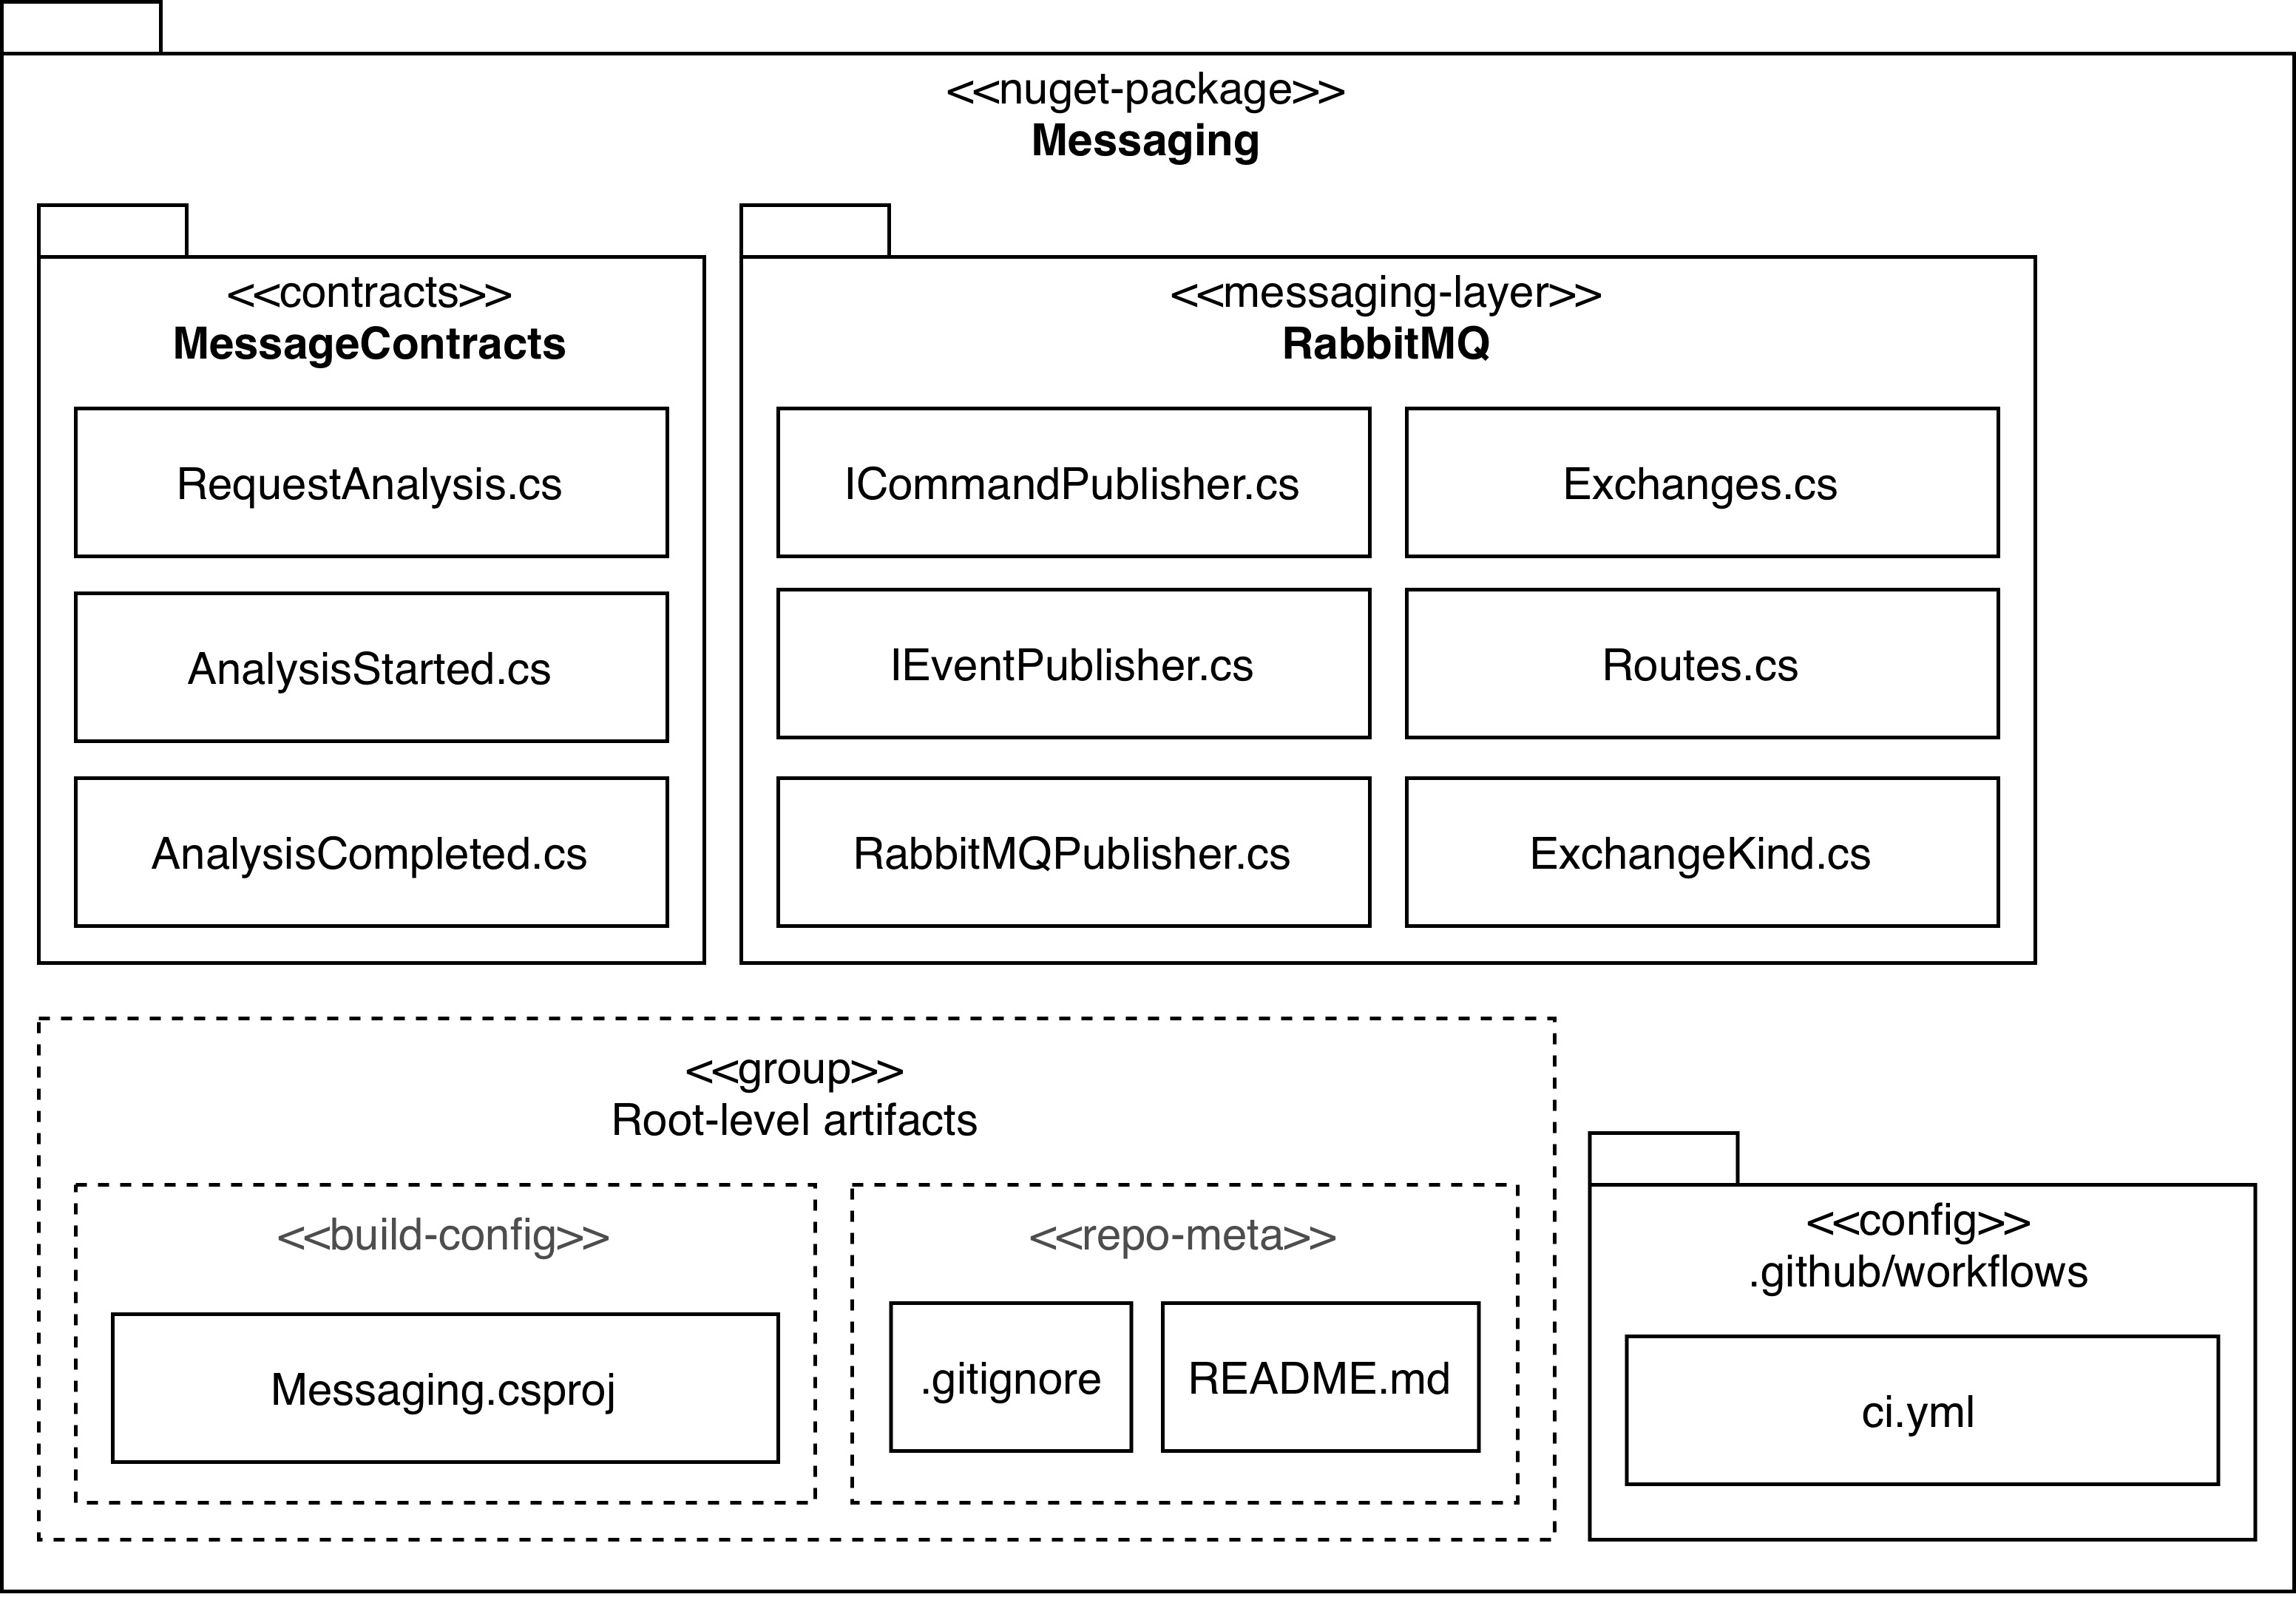 <<nuget-package>>
Messaging
<<contracts>>
MessageContracts
RequestAnalysis.cs
AnalysisStarted.cs
AnalysisCompleted.cs
<<messaging-layer>>
RabbitMQ
ICommandPublisher.cs
Exchanges.cs
IEventPublisher.cs
Routes.cs
RabbitMQPublisher.cs
ExchangeKind.cs
<<group>>
Root-level artifacts
<<build-config>>
Messaging.csproj
<<repo-meta>>
.gitignore
README.md
<<config>>
.github/workflows
ci.yml